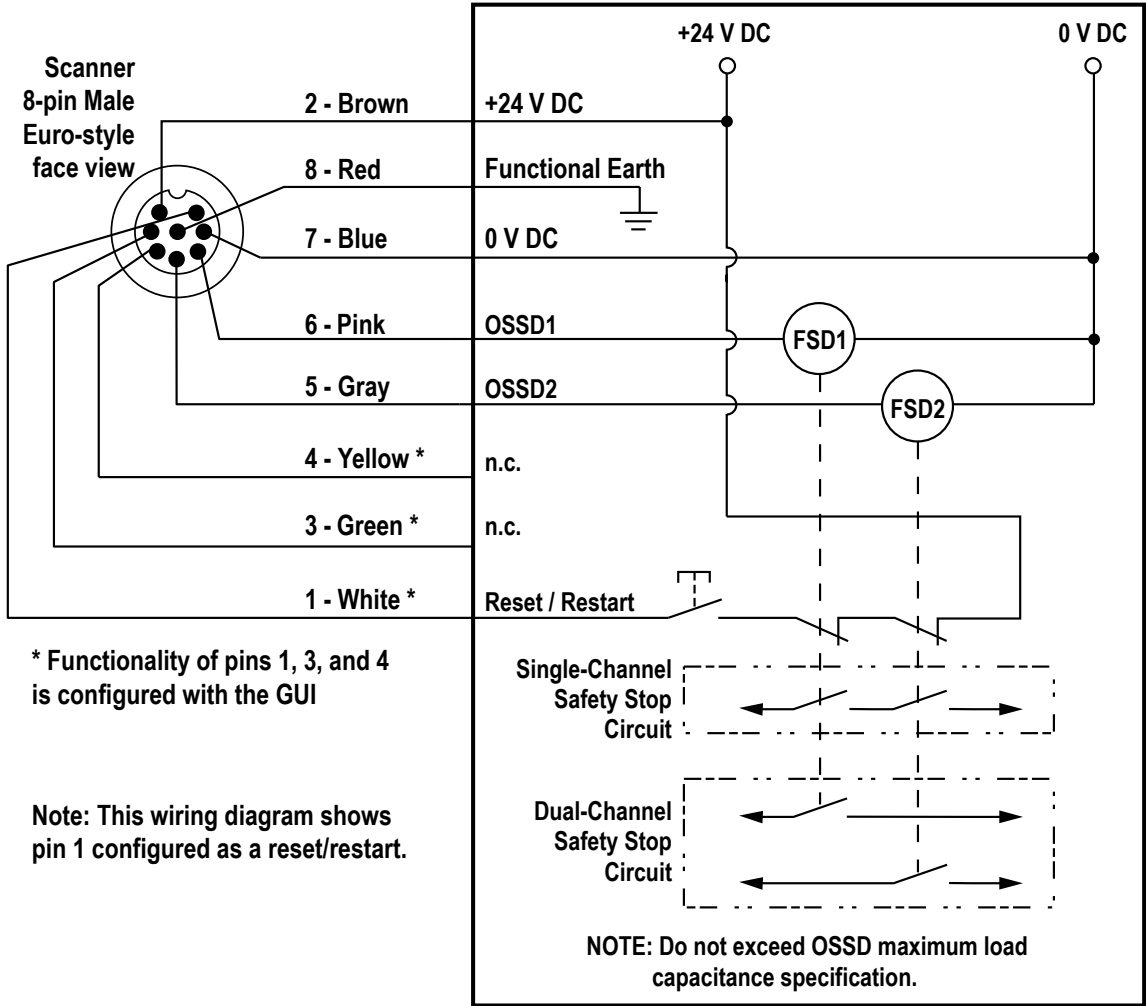 +24 V DC
0 V DC
Scanner
8-pin Male
Euro-style
face view
2 - Brown
+24 V DC
8 - Red
Functional Earth
7 - Blue
0 V DC
6 - Pink
OSSD1
FSD1
5 - Gray
OSSD2
FSD2
4 - Yellow *
n.c.
3 - Green *
n.c.
1 - White *
Reset / Restart
* Functionality of pins 1, 3, and 4
is configured with the GUI
Single-Channel
Safety Stop
Circuit
Note: This wiring diagram shows
pin 1 configured as a reset/restart.
Dual-Channel
Safety Stop
Circuit
NOTE: Do not exceed OSSD maximum load
capacitance specification.